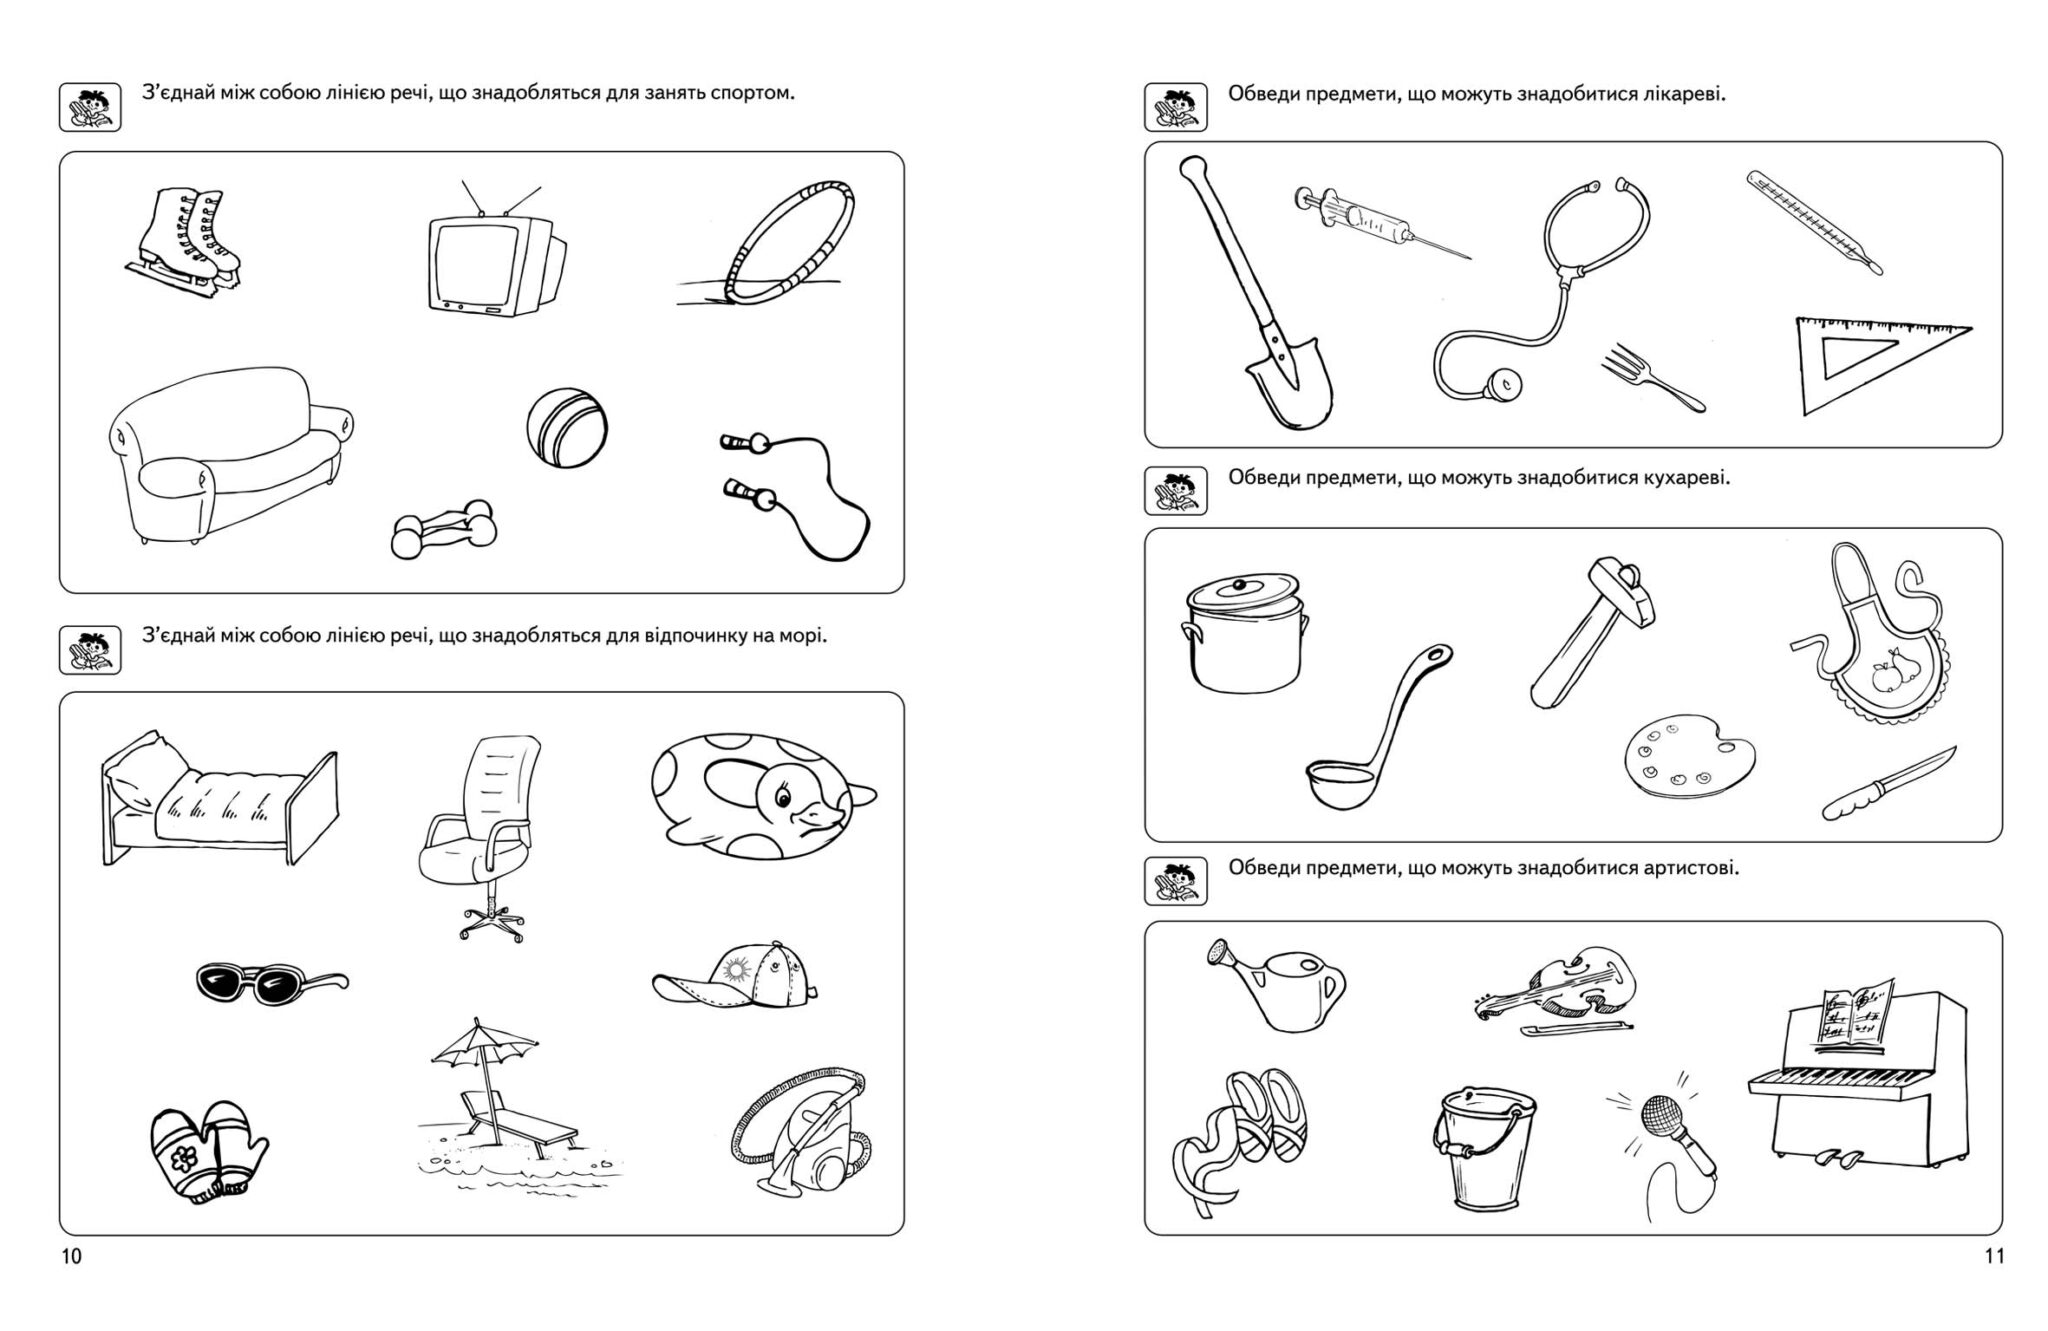 З’єднай між собою лінією речі, що знадобляться для занять спортом.
З’єднай між собою лінією речі, що знадобляться для відпочинку на морі.
10
Обведи предмети, що можуть знадобитися лікареві.
Обведи предмети, що можуть знадобитися кухареві.
Обведи предмети, що можуть знадобитися артистові.
11